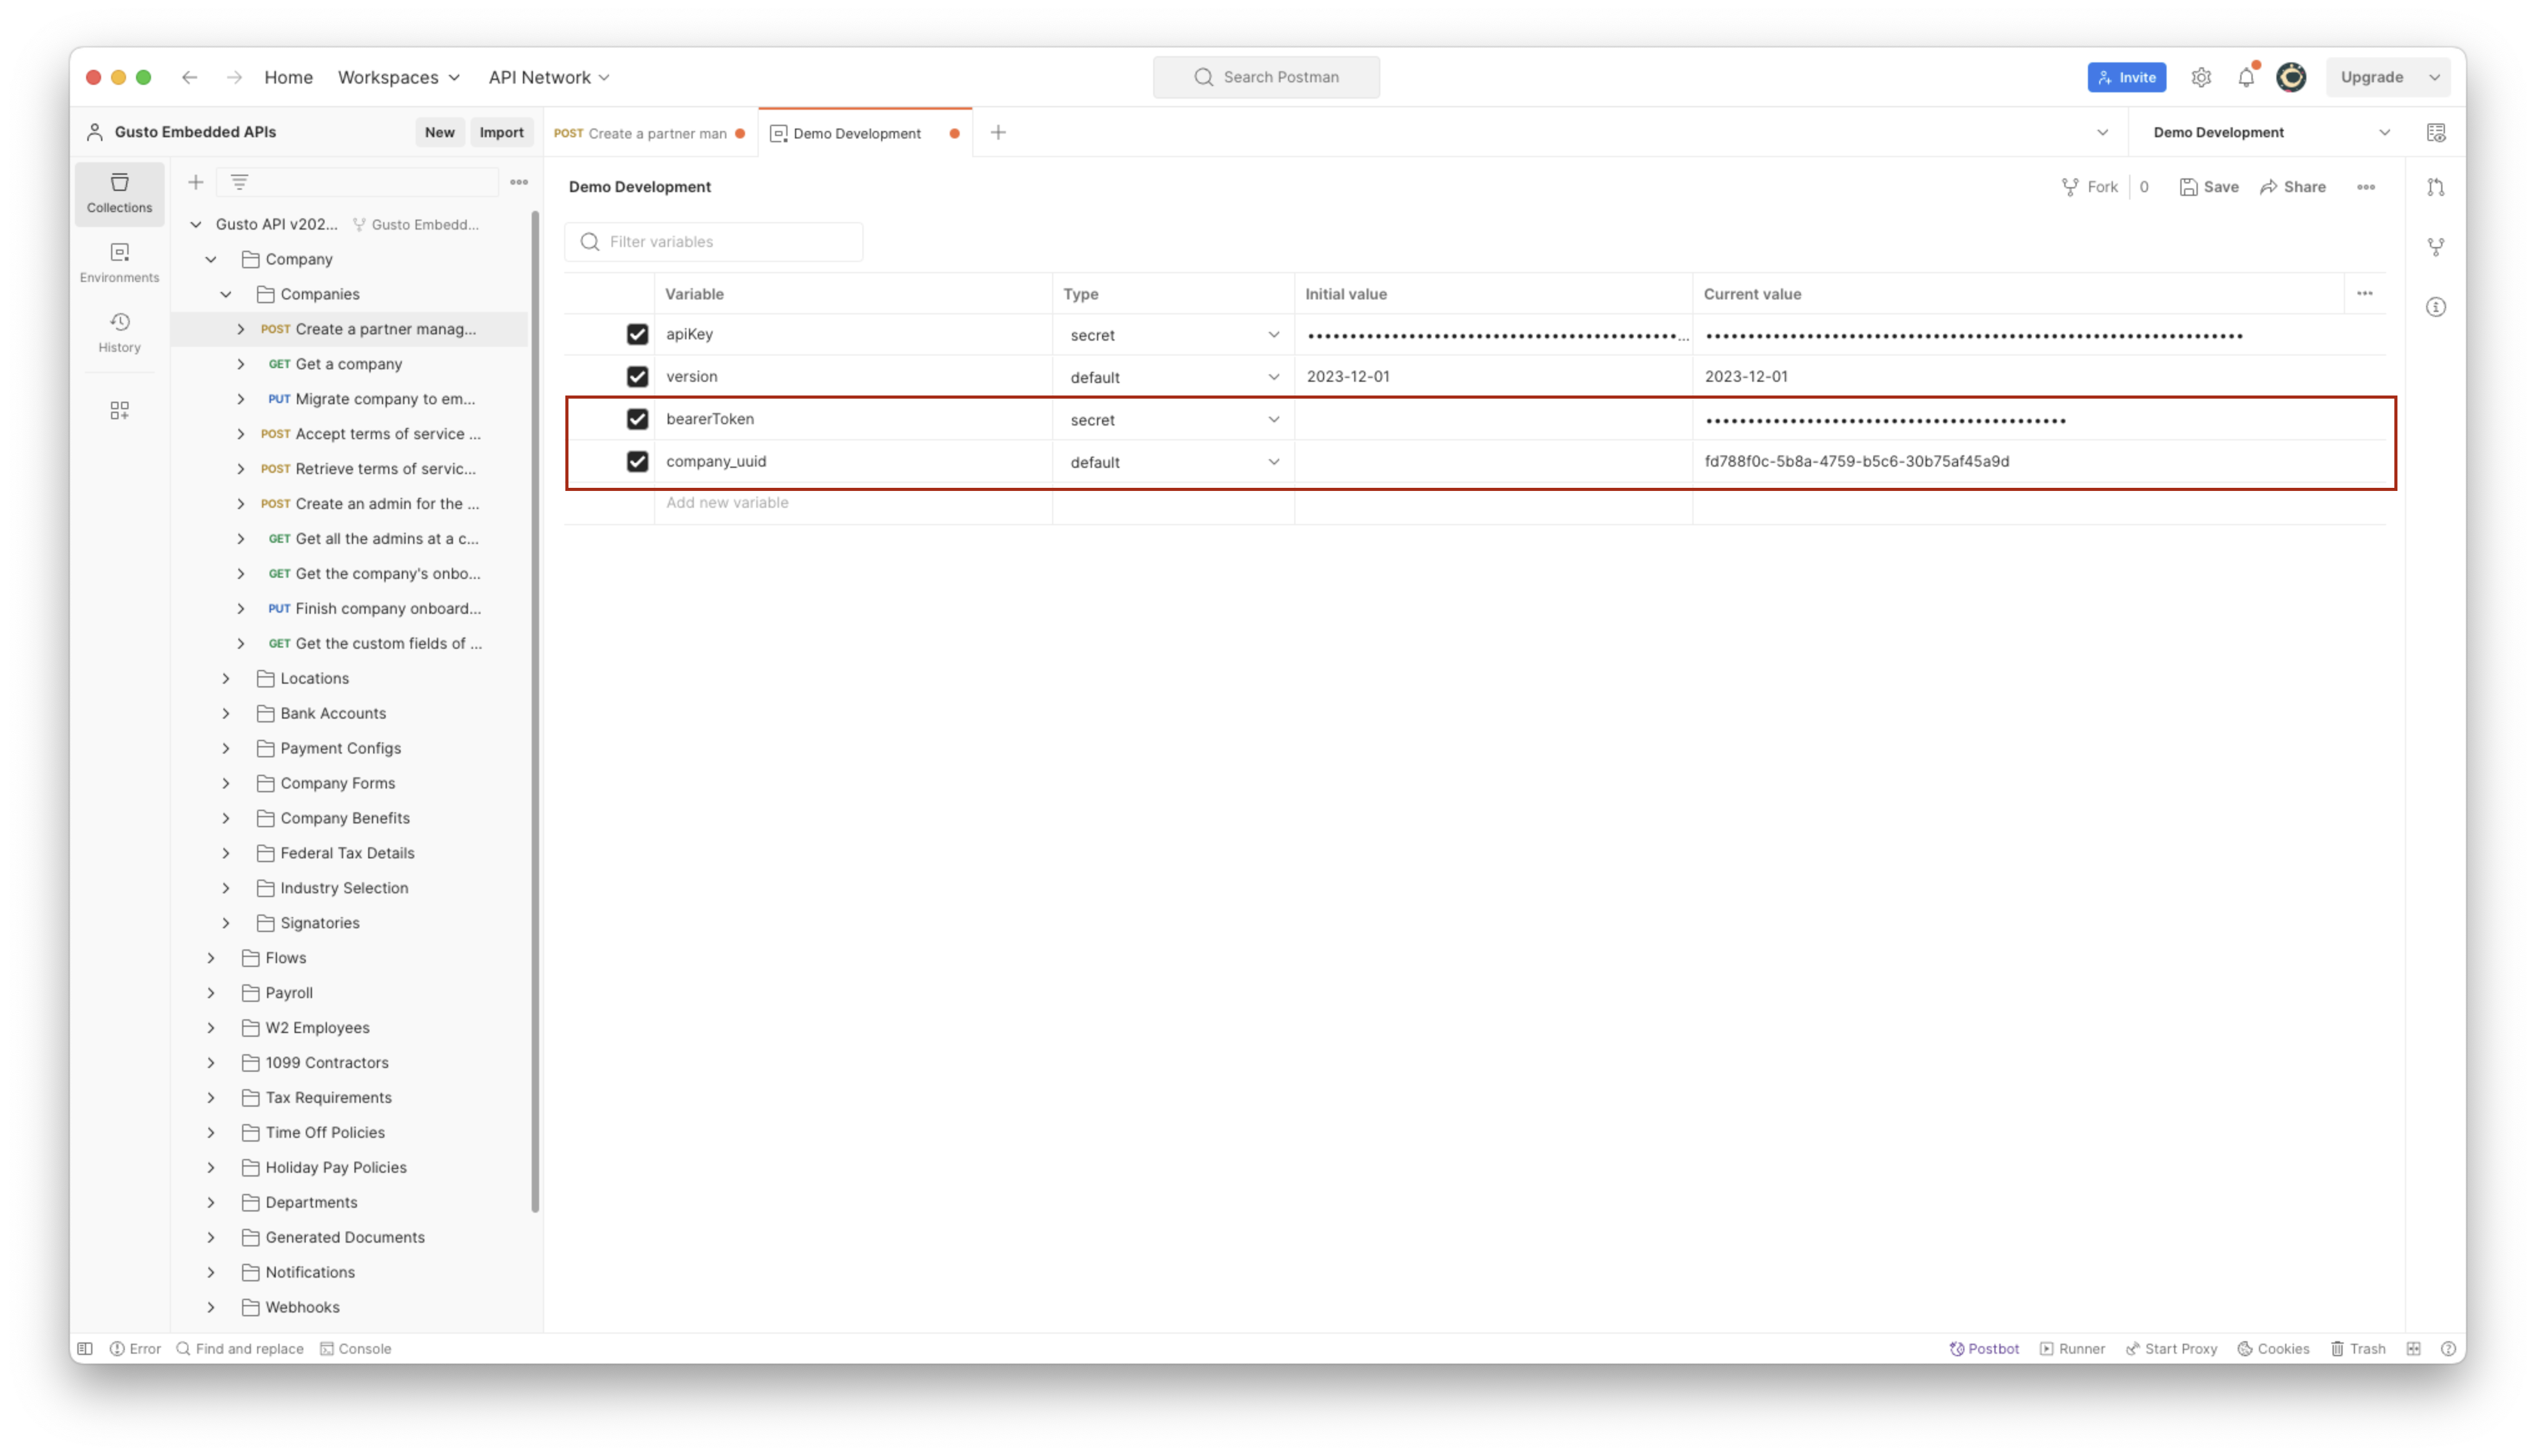 Home Workspaces API Network Search Postman Invite Upgrade
Gusto Embedded APIs New Import POST Create a partner man Demo Development Demo Development
Collections
Environments
History
Gusto API v202... Gusto Embedd...
Company
Companies
POST Create a partner manag...
GET Get a company
PUT Migrate company to em...
POST Accept terms of service ...
POST Retrieve terms of servic...
POST Create an admin for the ...
GET Get all the admins at a c...
GET Get the company's onbo...
PUT Finish company onboard...
GET Get the custom fields of ...
Locations
Bank Accounts
Payment Configs
Company Forms
Company Benefits
Federal Tax Details
Industry Selection
Signatories
Flows
Payroll
W2 Employees
1099 Contractors
Tax Requirements
Time Off Policies
Holiday Pay Policies
Departments
Generated Documents
Notifications
Webhooks
Demo Development Fork 0 Save Share
Filter variables
Variable Type Initial value Current value
apiKey secret
version default 2023-12-01 2023-12-01
bearerToken secret
company_uuid default fd788f0c-5b8a-4759-b5c6-30b75af45a9d
Add new variable
Error Find and replace Console Postbot Runner Start Proxy Cookies Trash